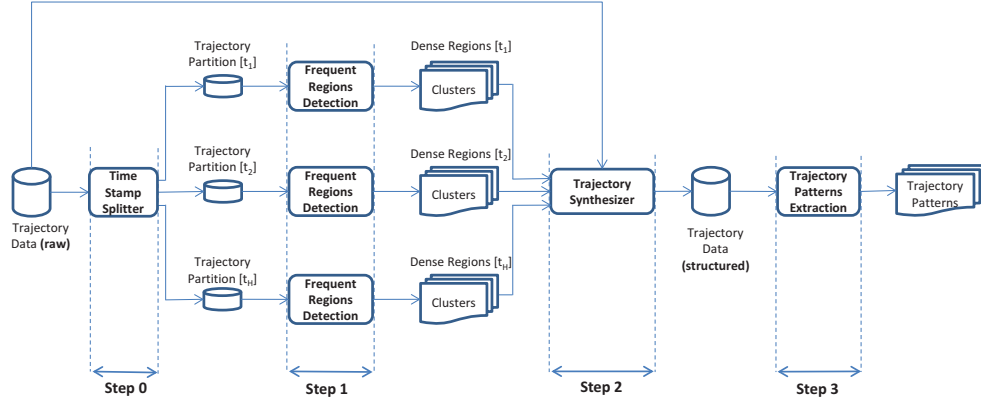 Trajectory
Partition [t1]
Frequent
Regions
Detection
Dense Regions [t1]
Clusters
Trajectory
Data (raw)
Time
Stamp
Splitter
Trajectory
Partition [t2]
Frequent
Regions
Detection
Dense Regions [t2]
Clusters
Trajectory
Synthesizer
Trajectory
Data
(structured)
Trajectory
Patterns
Extraction
Trajectory
Patterns
Trajectory
Partition [tH]
Frequent
Regions
Detection
Dense Regions [tH]
Clusters
Step 0
Step 1
Step 2
Step 3